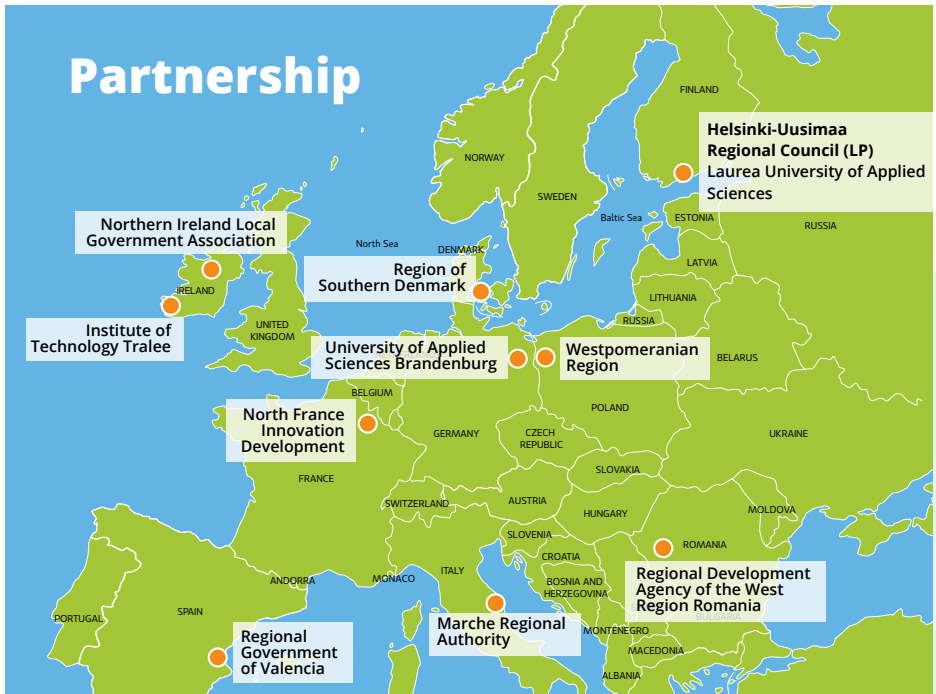 Partnership
FINLAND
Helsinki-Uusimaa
Regional Council (LP)
Laurea University of Applied
Sciences
NORWAY
SWEDEN
Baltic Sea
ESTONIA
RUSSIA
Northern Ireland Local
Government Association
North Sea
DENMARK
LATVIA
Region of
Southern Denmark
IRELAND
LITHUANIA
Institute of
Technology Tralee
UNITED
KINGDOM
RUSSIA
University of Applied
Sciences Brandenburg
Westpomeranian
Region
BELARUS
BELGIUM
North France
Innovation
Development
POLAND
GERMANY
CZECH
REPUBLIC
UKRAINE
SLOVAKIA
FRANCE
SWITZERLAND
AUSTRIA
HUNGARY
MOLDOVA
SLOVENIA
ROMANIA
CROATIA
ITALY
ANDORRA
MONACO
BOSNIA AND
HERZEGOVINA
Regional Development
Agency of the West
Region Romania
BULGARIA
PORTUGAL
SPAIN
Marche Regional
Authority
MONTENEGRO
Regional
Government
of Valencia
MACEDONIA
ALBANIA